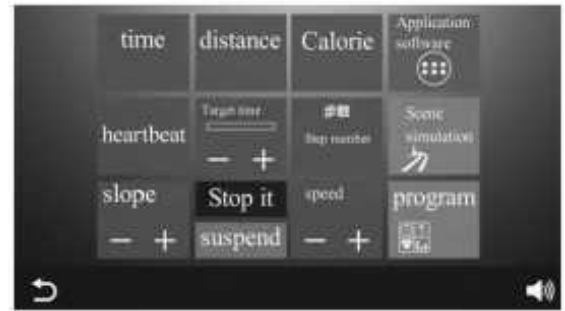 time
distance
Calorie
Application
software
heartbeat
Target time
− +
步数
Step number
Scene
simulation
slope
− +
Stop it
suspend
speed
− +
program